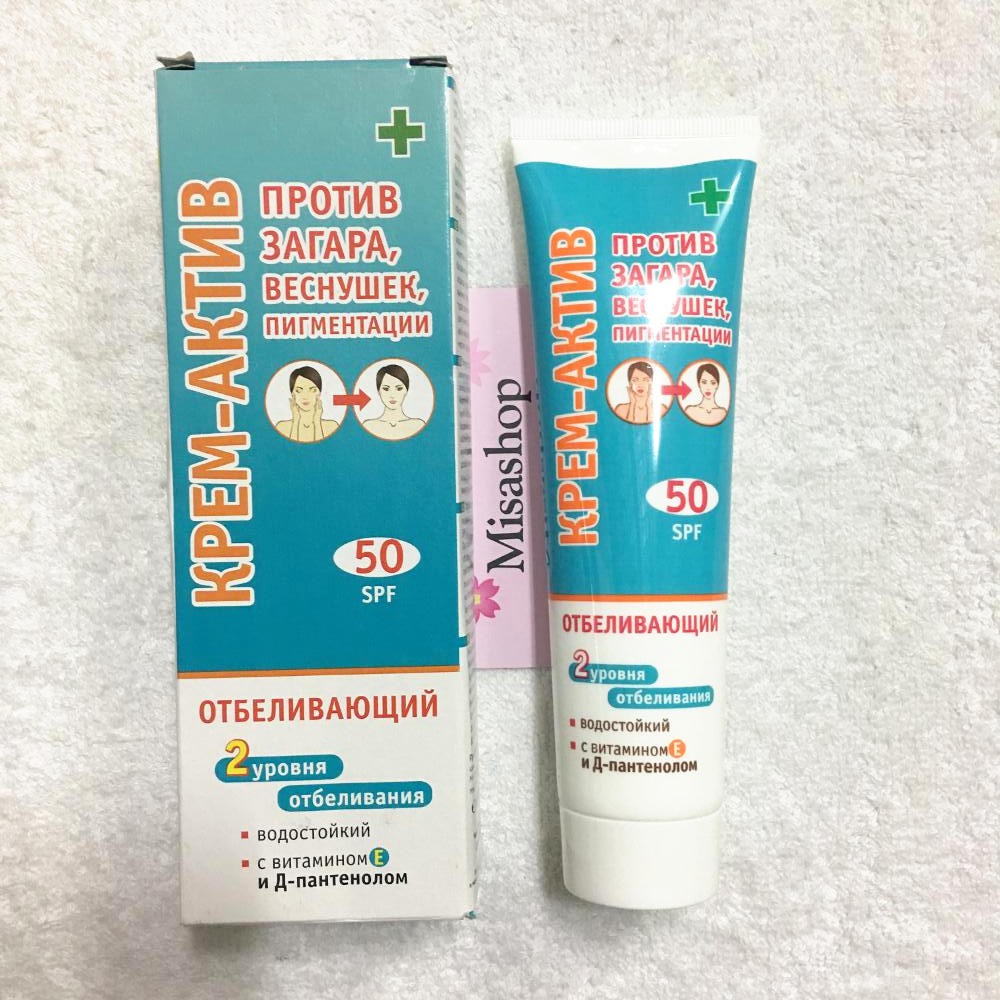 КРЕМ-АКТИВ
ПРОТИВ
ЗАГАРА,
ВЕСНУШЕК,
ПИГМЕНТАЦИИ
50
SPF
ОТБЕЛИВАЮЩИЙ
2 уровня
отбеливания
водостойкий
с витамином Е
и Д-пантенолом
Misashop
КРЕМ-АКТИВ
ПРОТИВ
ЗАГАРА,
ВЕСНУШЕК,
ПИГМЕНТАЦИИ
50
SPF
ОТБЕЛИВАЮЩИЙ
2 уровня
отбеливания
водостойкий
с витамином Е
и Д-пантенолом